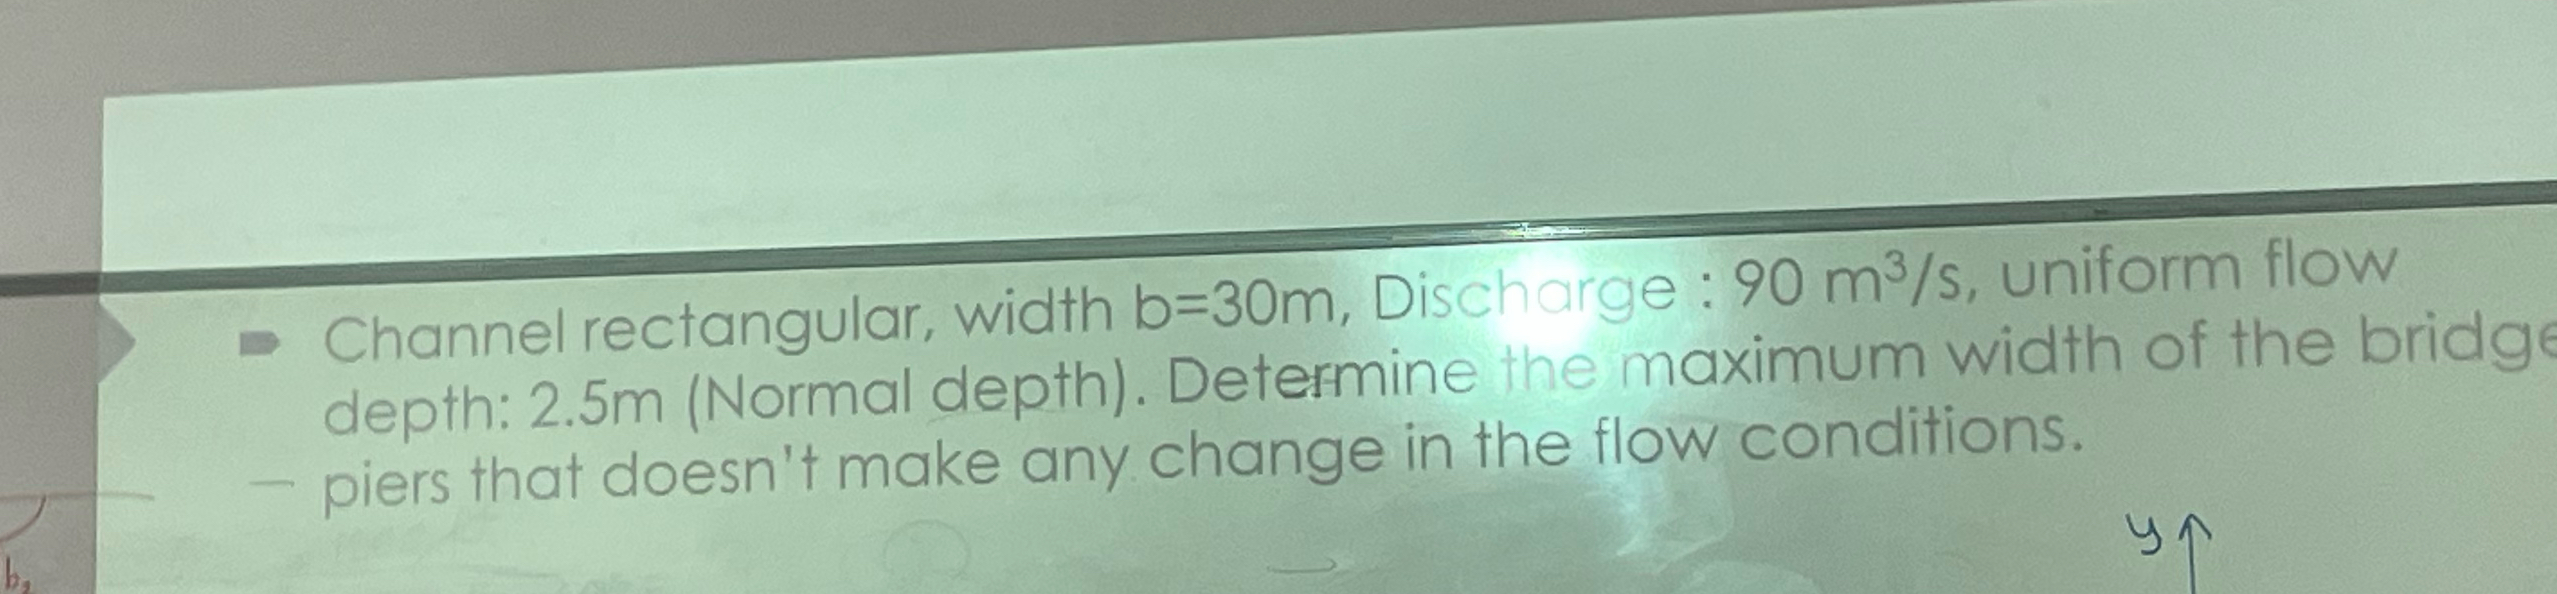 Channel rectangular, width b=30m, Discharge : 90 m³/s, uniform flow
depth: 2.5m (Normal depth). Determine the maximum width of the bridge
piers that doesn't make any change in the flow conditions.
y
b₂